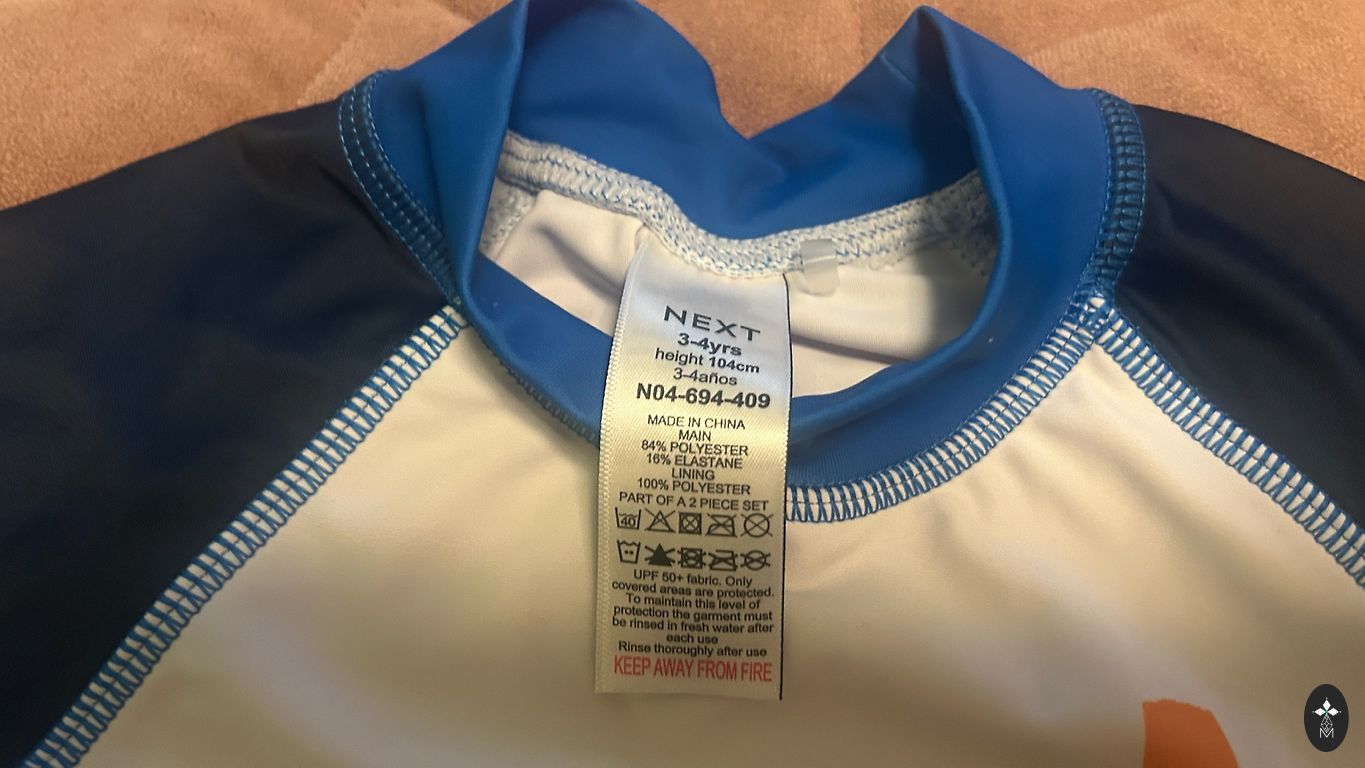 NEXT
3-4yrs
height 104cm
3-4años
N04-694-409
MADE IN CHINA
MAIN
84% POLYESTER
16% ELASTANE
LINING
100% POLYESTER
PART OF A 2 PIECE SET
40
UPF 50+ fabric. Only
covered areas are protected.
To maintain this level of
protection the garment must
be rinsed in fresh water after
each use
Rinse thoroughly after use
KEEP AWAY FROM FIRE
M